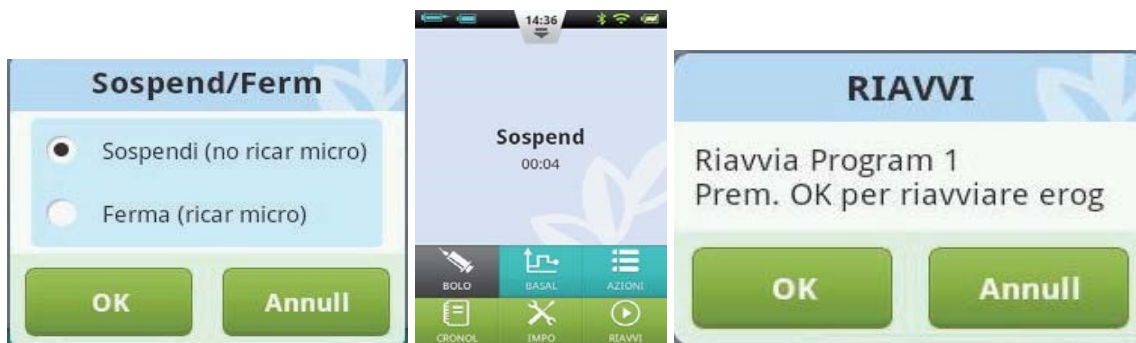 Sospend/Ferm
Sospendi (no ricar micro)
Ferma (ricar micro)
OK Annull
14:36
Sospend
00:04
BOLO BASAL AZIONI
CRONOL IMPO RIAVVI
RIAVVI
Riavvia Program 1
Prem. OK per riavviare erog
OK Annull